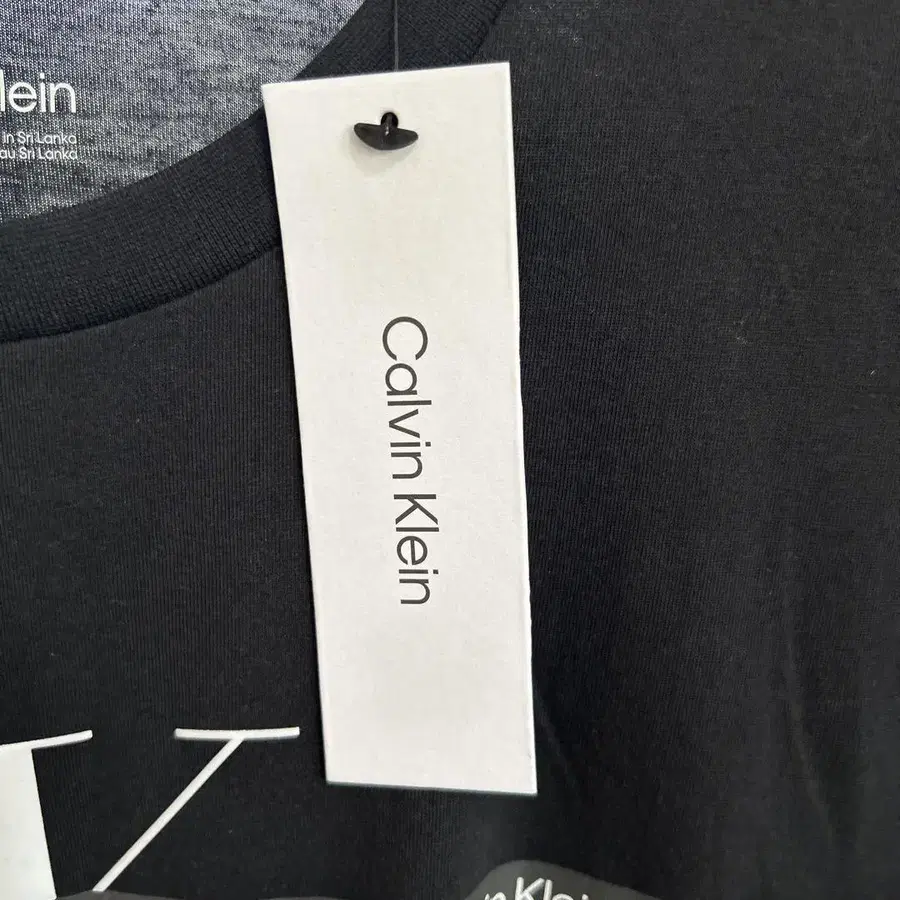 lein
in Sri Lanka
au Sri Lanka
Calvin Klein
K
n Klein